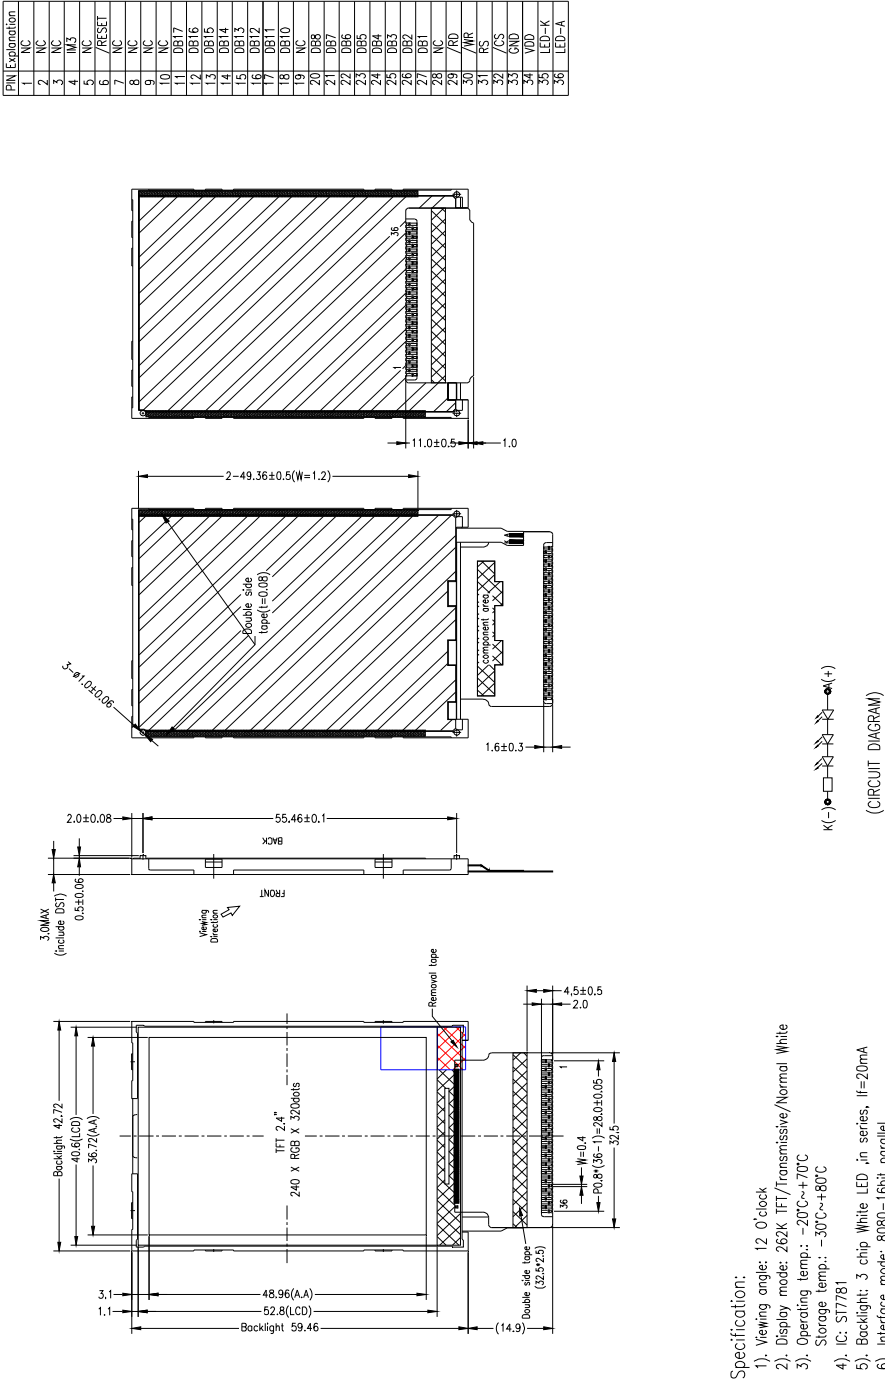 PIN Explanation
1 NC
2 NC
3 NC
4 IM3
5 NC
6 /RESET
7 NC
8 NC
9 NC
10 NC
11 DB17
12 DB16
13 DB15
14 DB14
15 DB13
16 DB12
17 DB11
18 DB10
19 NC
20 DB8
21 DB7
22 DB6
23 DB5
24 DB4
25 DB3
26 DB2
27 DB1
28 NC
29 /RD
30 /WR
31 RS
32 /CS
33 GND
34 VDD
35 LED-K
36 LED-A
36
1
11.0±0.5
1.0
2-49.36±0.5(W=1.2)
Double side
tape(t=0.08)
component area
3-ø1.0±0.06
1.6±0.3
K(-)
A(+)
(CIRCUIT DIAGRAM)
2.0±0.08
55.46±0.1
BACK
FRONT
3.0MAX
(include DST)
0.5±0.06
Viewing
Direction
Removal tape
4.5±0.5
2.0
Backlight 42.72
40.6(LCD)
36.72(A.A)
TFT 2.4"
240 X RGB X 320dots
1
36
W=0.4
P0.8*(36-1)=28.0±0.05
32.5
Double side tape
(32.5*2.5)
3.1
48.96(A.A)
1.1
52.8(LCD)
Backlight 59.46
(14.9)
Specification:
1). Viewing angle: 12 O'clock
2). Display mode: 262K TFT/Transmissive/Normal White
3). Operating temp.: -20°C~+70°C
Storage temp.: -30°C~+80°C
4). IC: ST7781
5). Backlight: 3 chip White LED ,in series, If=20mA
6). Interface mode: 8080-16bit parallel